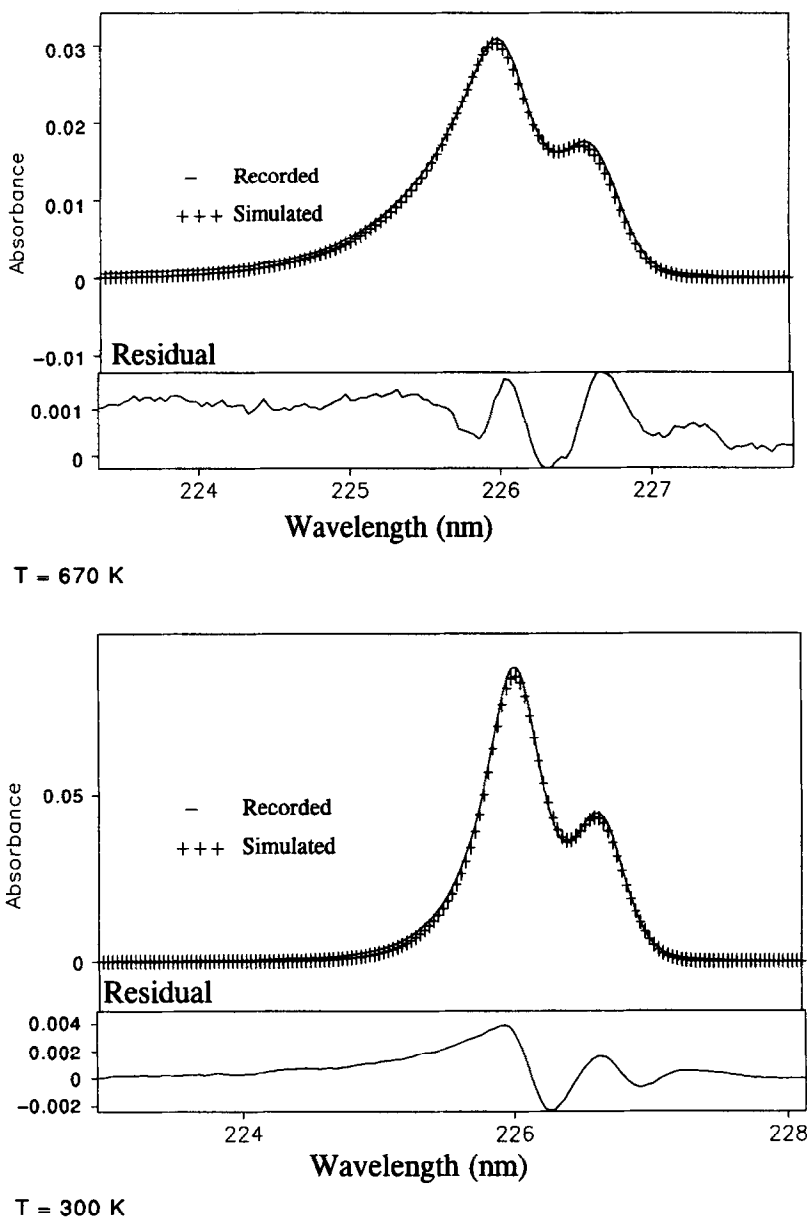 0.03
0.02
0.01
0
-0.01
Absorbance
— Recorded
+++ Simulated
Residual
0.001
0
224 225 226 227
Wavelength (nm)
T = 670 K
0.05
0
Absorbance
— Recorded
+++ Simulated
Residual
0.004
0.002
0
-0.002
224 226 228
Wavelength (nm)
T = 300 K